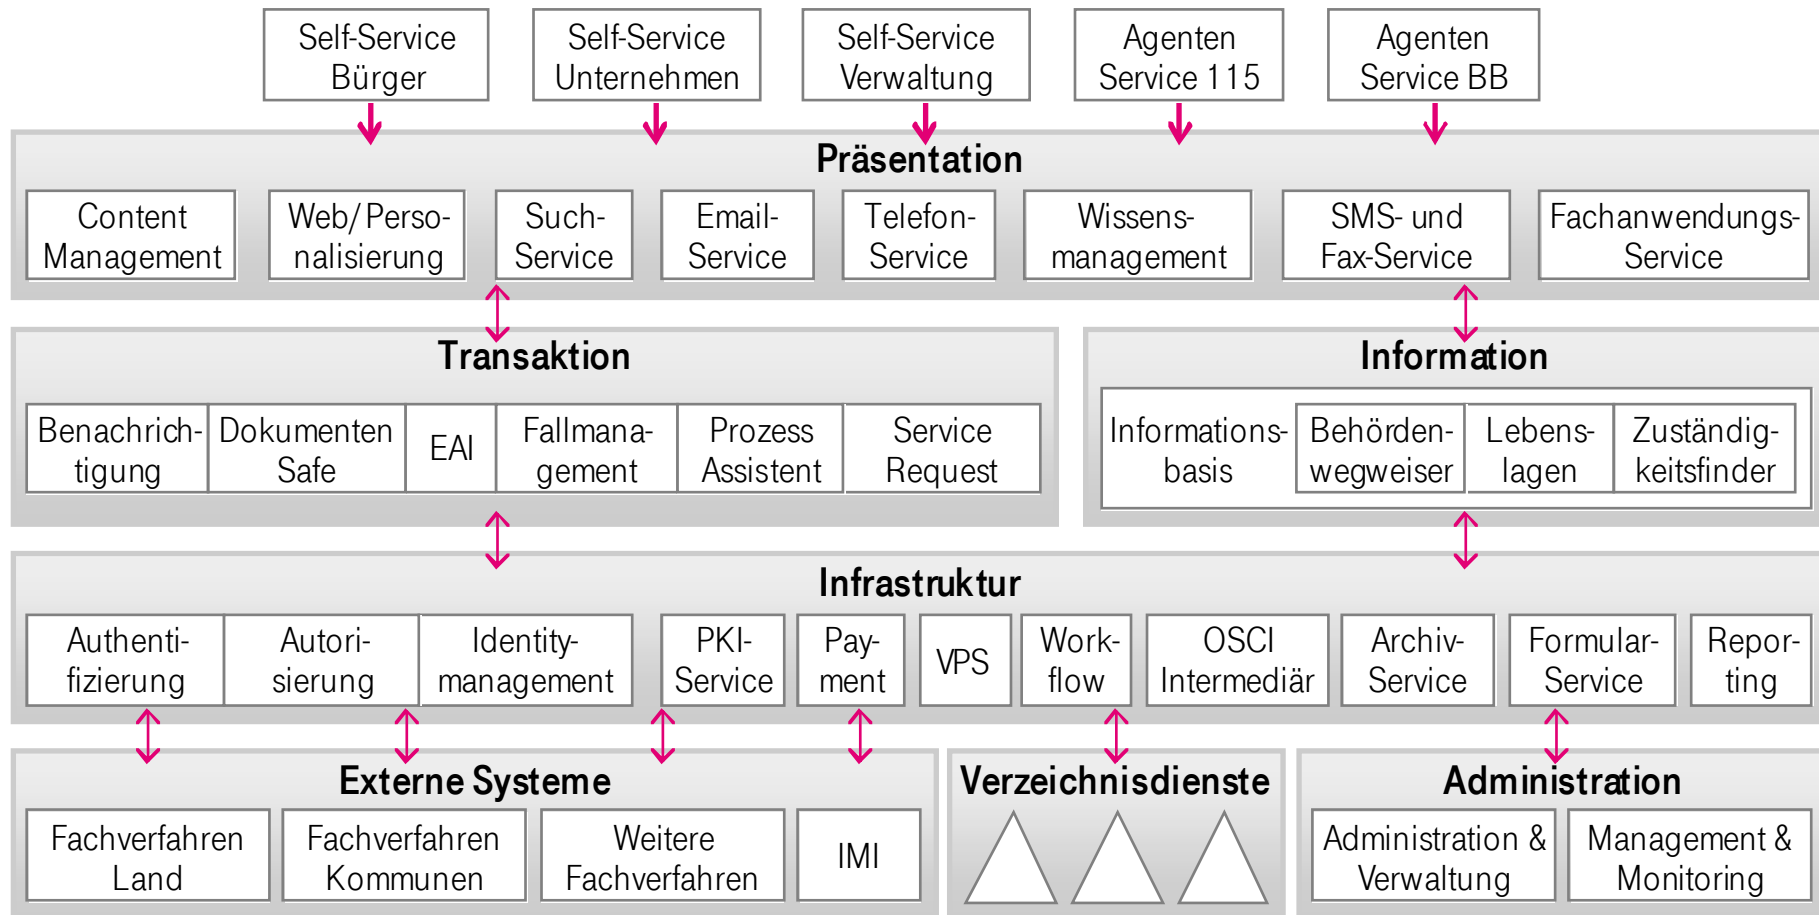 Self-Service
Bürger
Self-Service
Unternehmen
Self-Service
Verwaltung
Agenten
Service 115
Agenten
Service BB
Präsentation
Content
Management
Web/Perso-
nalisierung
Such-
Service
Email-
Service
Telefon-
Service
Wissens-
management
SMS- und
Fax-Service
Fachanwendungs-
Service
Transaktion
Benachrich-
tigung
Dokumenten
Safe
EAI
Fallmana-
gement
Prozess
Assistent
Service
Request
Information
Informations-
basis
Behörden-
wegweiser
Lebens-
lagen
Zuständig-
keitsfinder
Infrastruktur
Authenti-
fizierung
Autori-
sierung
Identity-
management
PKI-
Service
Pay-
ment
VPS
Work-
flow
OSCI
Intermediär
Archiv-
Service
Formular-
Service
Repor-
ting
Externe Systeme
Fachverfahren
Land
Fachverfahren
Kommunen
Weitere
Fachverfahren
IMI
Verzeichnisdienste
Administration
Administration &
Verwaltung
Management &
Monitoring